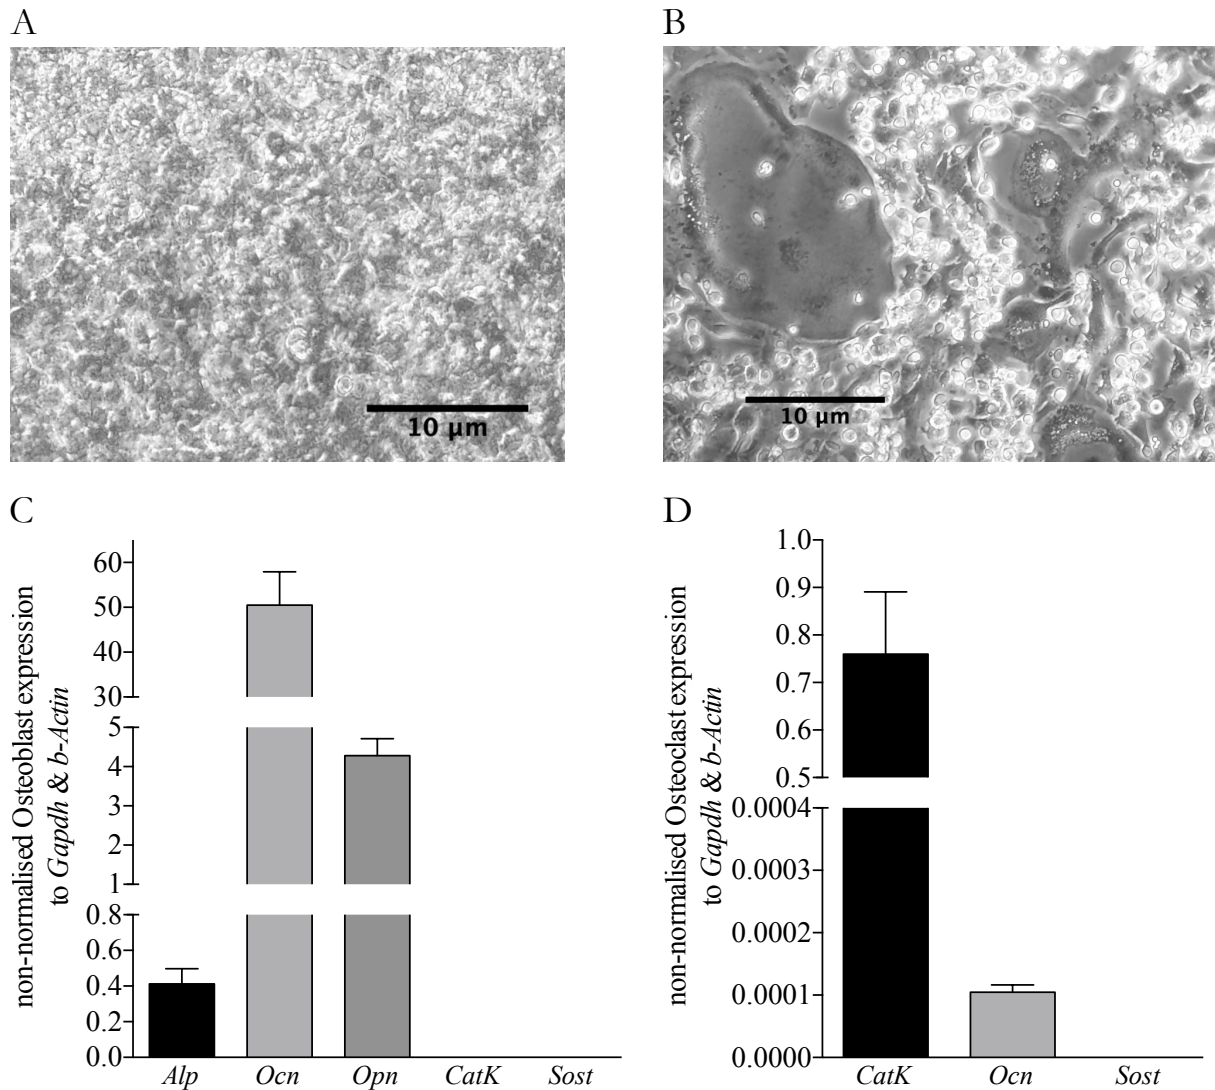 A
B
10 µm
10 µm
C
D
non-normalised Osteoblast expression
to Gapdh & b-Actin
60
50
40
30
5
4
3
2
1
0.8
0.6
0.4
0.2
0.0
Alp Ocn Opn CatK Sost
non-normalised Osteoclast expression
to Gapdh & b-Actin
1.0
0.9
0.8
0.7
0.6
0.5
0.0004
0.0003
0.0002
0.0001
0.0000
CatK Ocn Sost